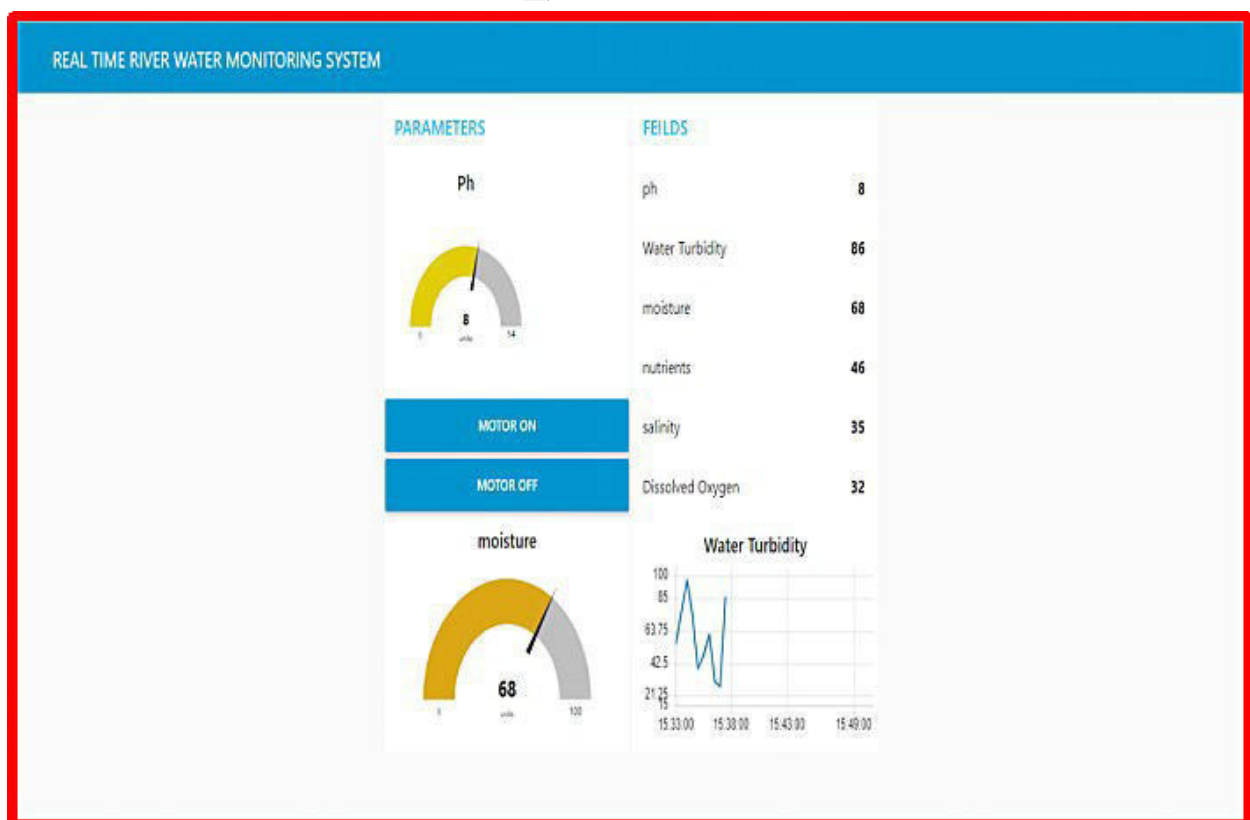 REAL TIME RIVER WATER MONITORING SYSTEM
PARAMETERS
Ph
8
units
0
14
MOTOR ON
MOTOR OFF
moisture
68
units
0
100
FEILDS
ph 8
Water Turbidity 86
moisture 68
nutrients 46
salinity 35
Dissolved Oxygen 32
Water Turbidity
100
85
63.75
42.5
21.25
15
15:33:00 15:38:00 15:43:00 15:49:00